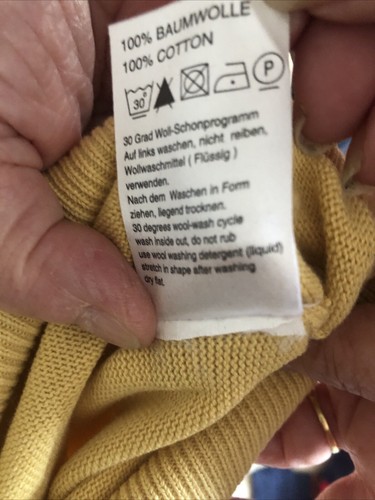 100% BAUMWOLLE
100% COTTON
30° P
30 Grad Woll-Schonprogramm
Auf links waschen, nicht reiben,
Wollwaschmittel ( Flüssig )
verwenden.
Nach dem Waschen in Form
ziehen, liegend trocknen.
30 degrees wool-wash cycle
wash inside out, do not rub
use wool washing detergent (liquid)
stretch in shape after washing
dry flat.